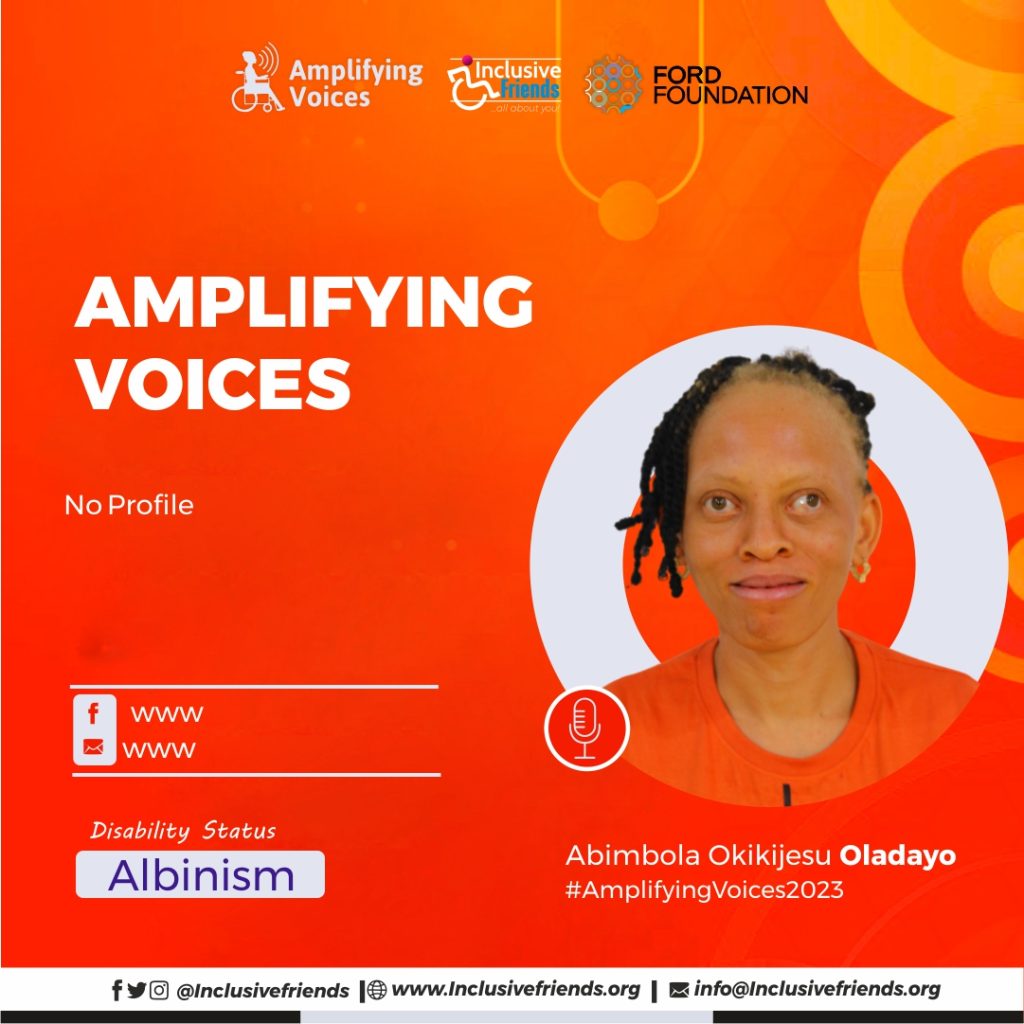 Amplifying
Voices
Inclusive
Friends
...all about you!
FORD
FOUNDATION
AMPLIFYING
VOICES
No Profile
www
www
Disability Status
Albinism
Abimbola Okikijesu Oladayo
#AmplifyingVoices2023
@Inclusivefriends | www.Inclusivefriends.org | info@Inclusivefriends.org